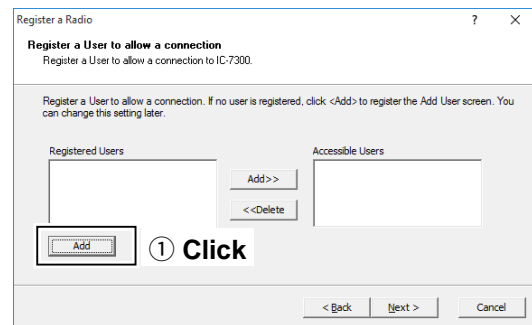 Register a Radio ? ×
Register a User to allow a connection
Register a User to allow a connection to IC-7300.
Register a User to allow a connection. If no user is registered, click <Add> to register the Add User screen. You
can change this setting later.
Registered Users Accessible Users
Add>>
<<Delete
Add ① Click
< Back Next > Cancel